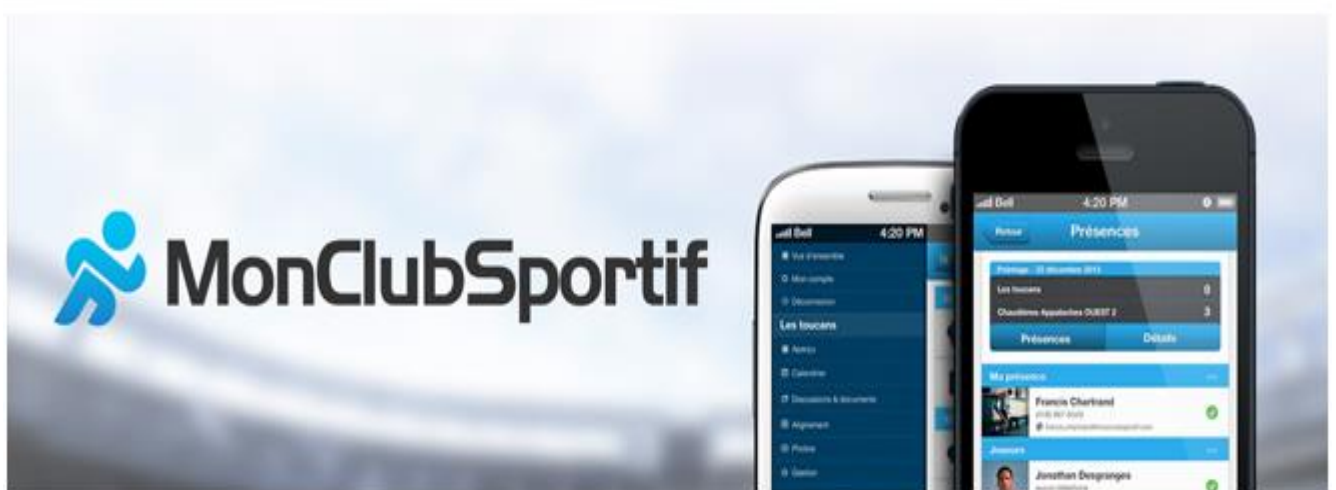 MonClubSportif
Bell 4:20 PM
Vue d'ensemble
Mon compte
Déconnexion
Les toucans
Aperçu
Calendrier
Discussions & documents
Alignement
Photos
Gestion
Bell 4:20 PM
Retour Présences
Les toucans 0
Chaudières Appalaches OUEST 2 3
Présences Détails
Ma présence
Francis Chartrand
Joueurs
Jonathan Desgranges